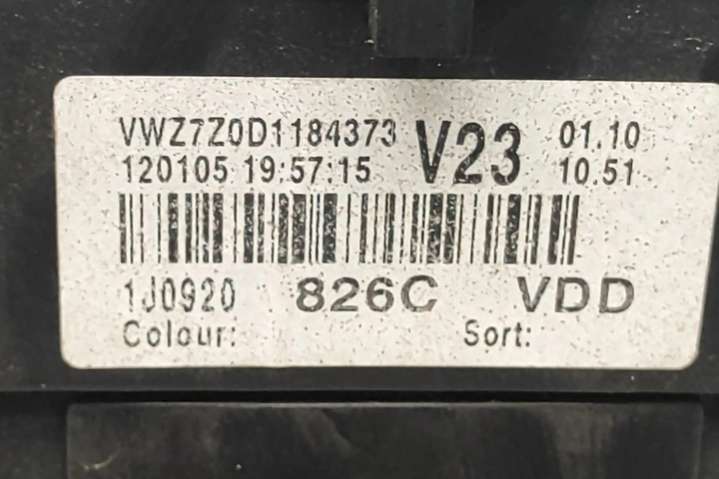 VWZ7Z0D1184373 V23 01.10
120105 19:57:15 10.51
1J0920 826C VDD
Colour: Sort: